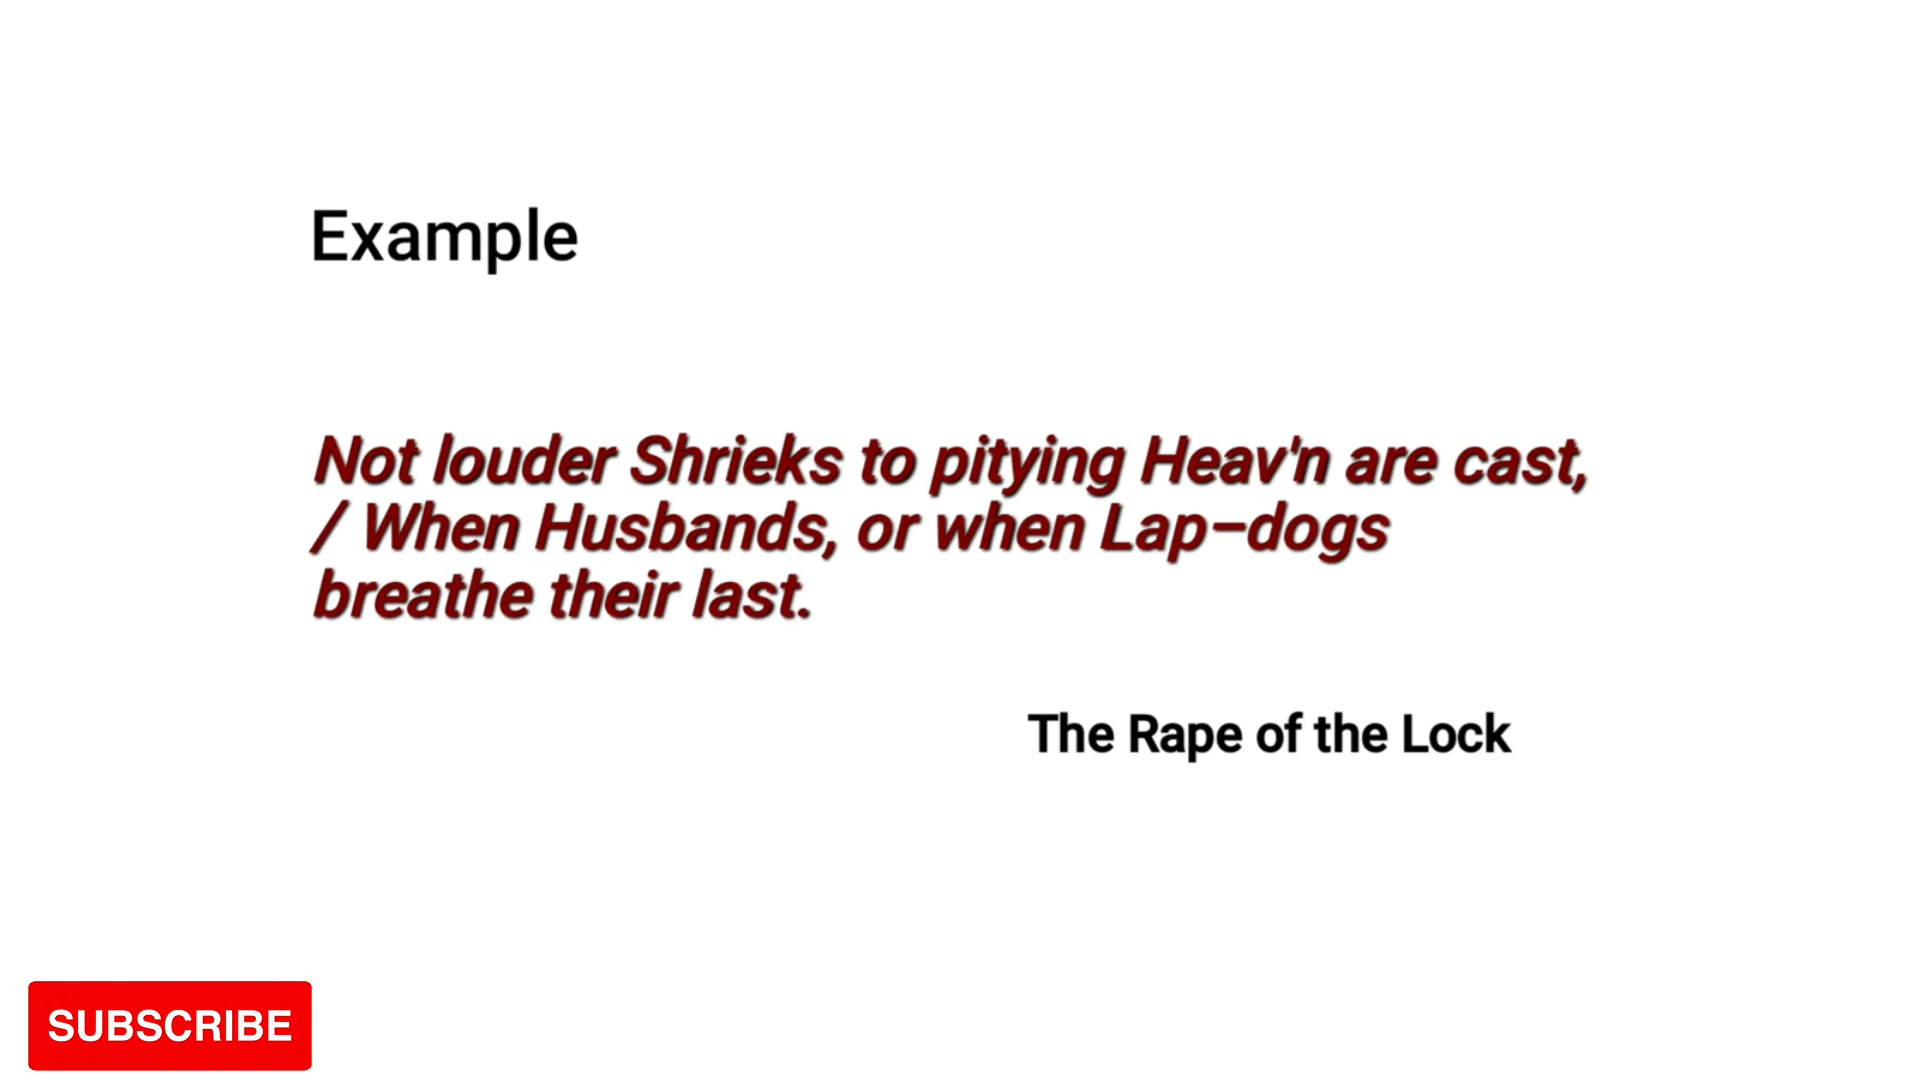 Example
Not louder Shrieks to pitying Heav'n are cast,
/ When Husbands, or when Lap–dogs
breathe their last.
The Rape of the Lock
SUBSCRIBE